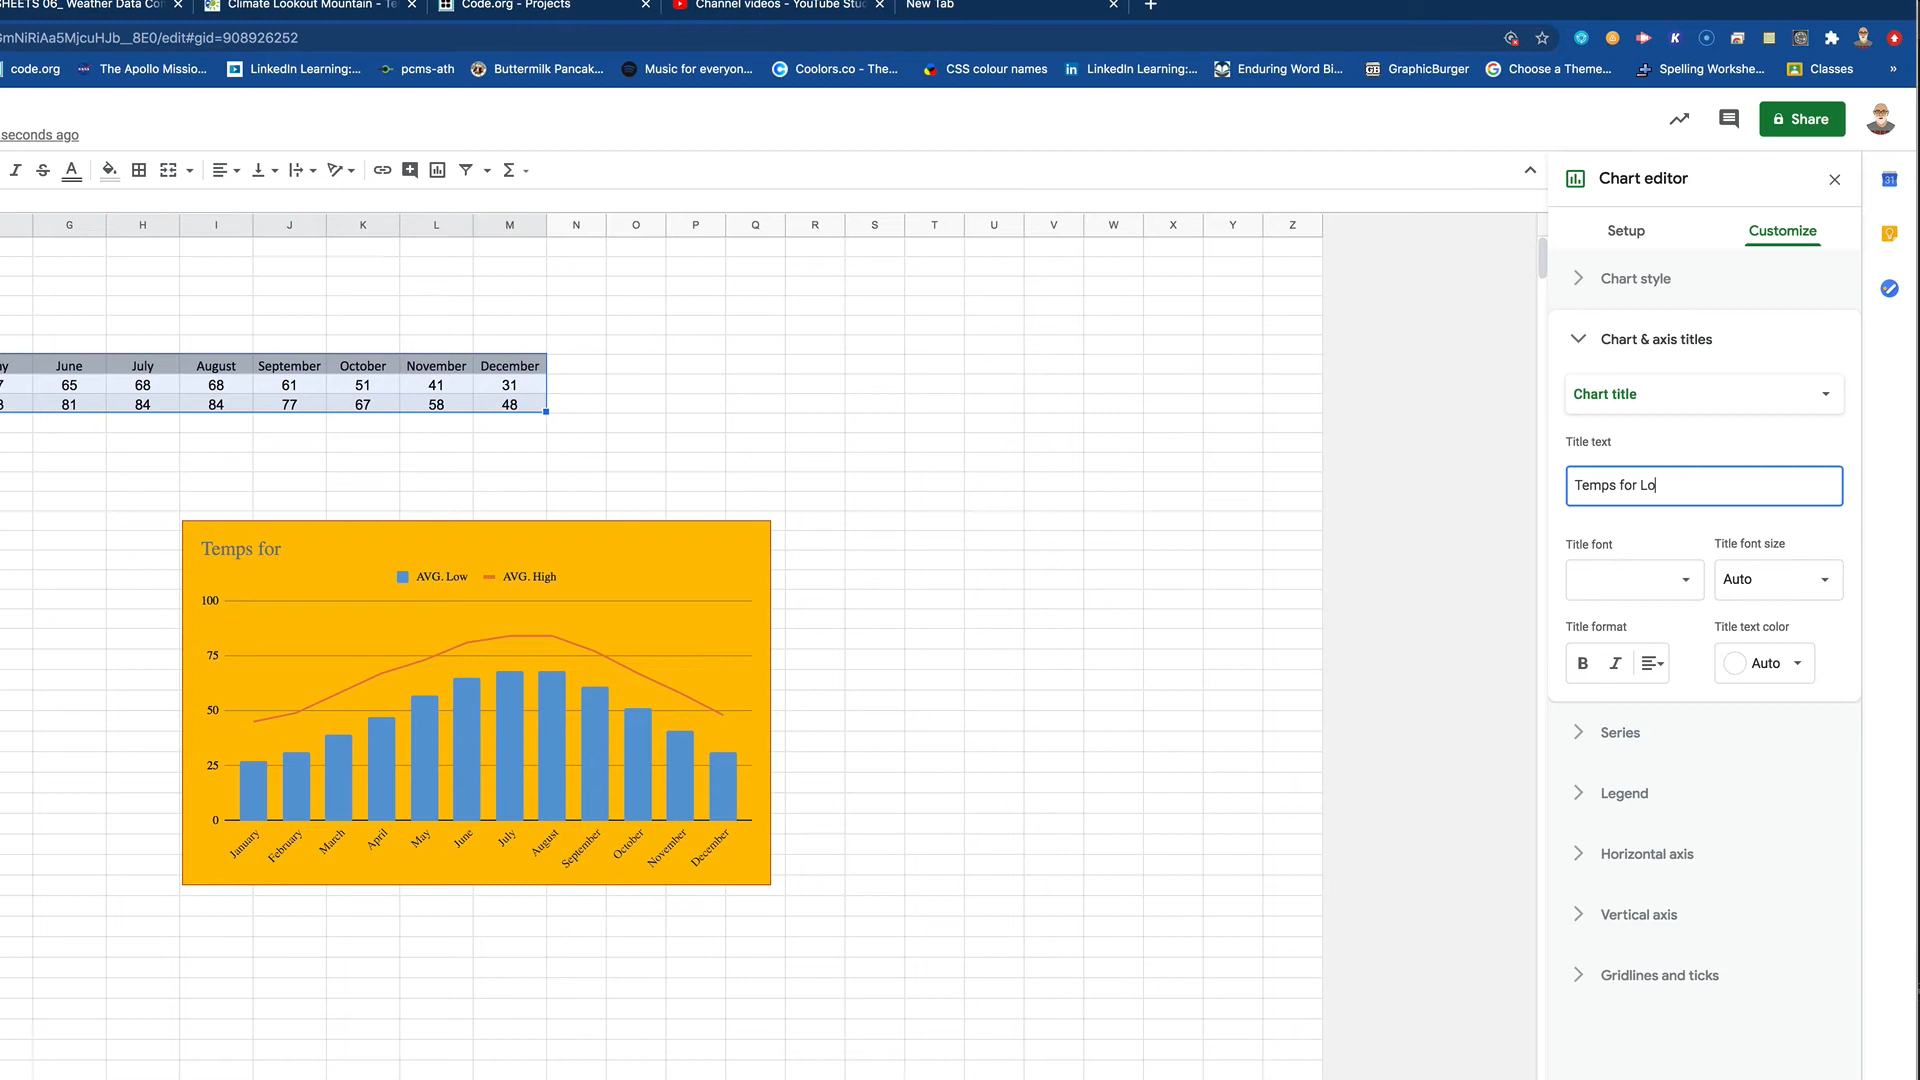 SHEETS 06_ Weather Data Con
Climate Lookout Mountain - Te
Code.org - Projects
Channel videos - YouTube Stu
New Tab
GmNiRiAa5MjcuHJb__8E0/edit#gid=908926252
code.org
The Apollo Missio...
LinkedIn Learning:...
pcms-ath
Buttermilk Pancak...
Music for everyon...
Coolors.co - The...
CSS colour names
LinkedIn Learning:...
Enduring Word Bi...
GraphicBurger
Choose a Theme...
Spelling Workshe...
Classes
seconds ago
Share
Chart editor
Setup
Customize
G H I J K L M N O P Q R S T U V W X Y Z
Chart style
Chart & axis titles
ay June July August September October November December
7 65 68 68 61 51 41 31
3 81 84 84 77 67 58 48
Chart title
Title text
Temps for Lo
Title font
Title font size
Auto
Title format
Title text color
B I
Auto
Series
Legend
Horizontal axis
Vertical axis
Gridlines and ticks
Temps for
AVG. Low AVG. High
100
75
50
25
0
January February March April May June July August September October November December
31